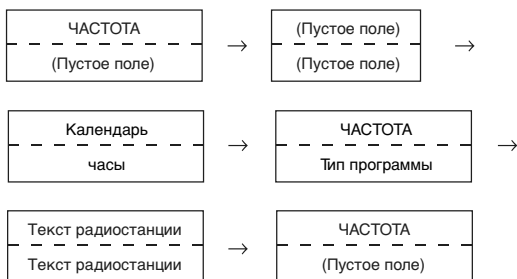 ЧАСТОТА
(Пустое поле)
→
(Пустое поле)
(Пустое поле)
→
Календарь
часы
→
ЧАСТОТА
Тип программы
→
Текст радиостанции
Текст радиостанции
→
ЧАСТОТА
(Пустое поле)